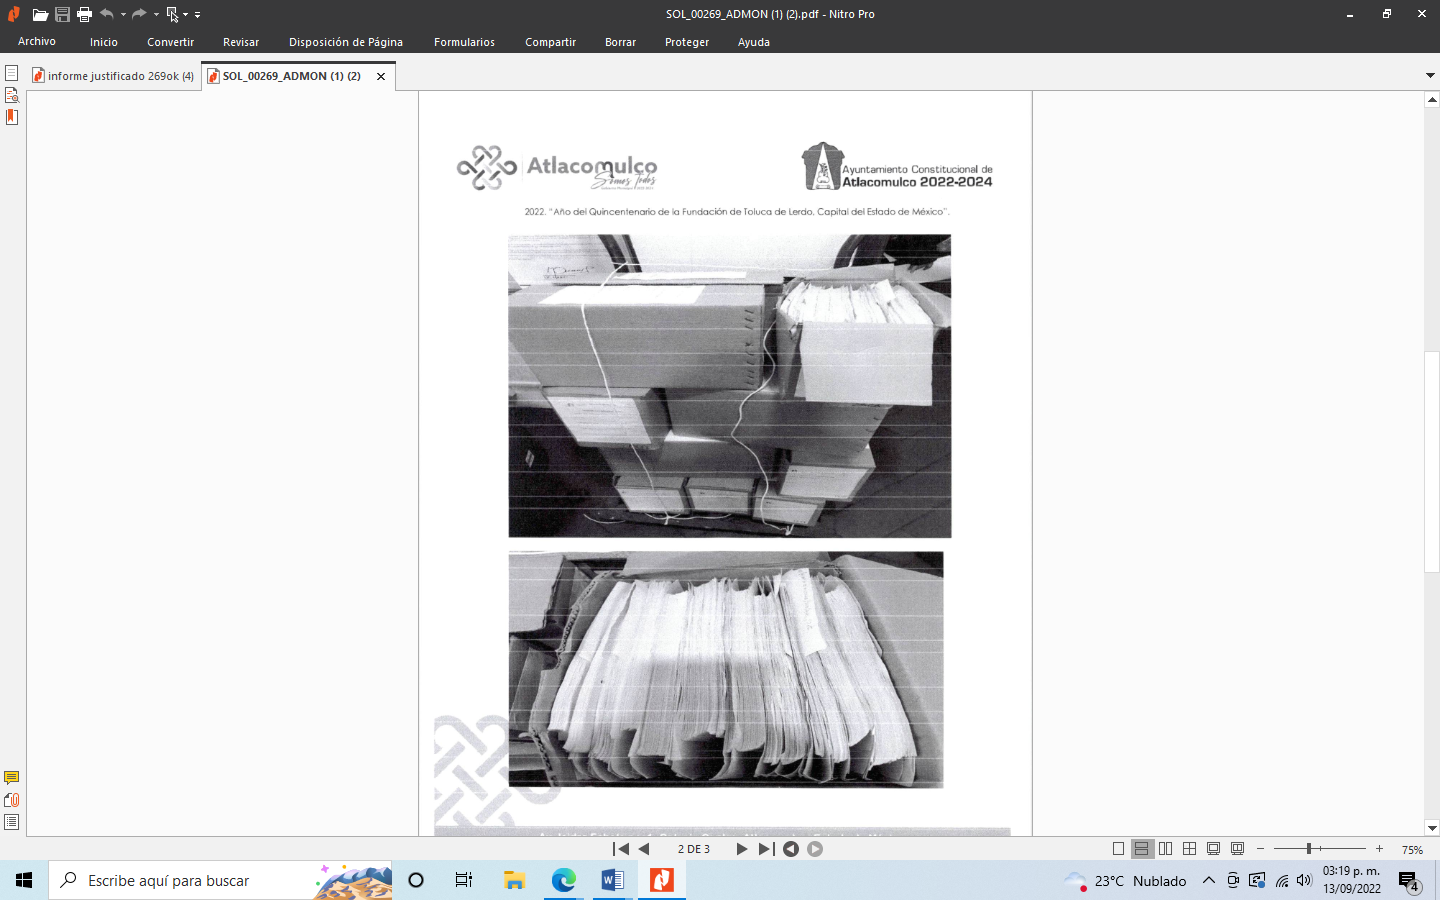 SOL_00269_ADMON (1) (2).pdf - Nitro Pro
Archivo Inicio Convertir Revisar Disposición de Página Formularios Compartir Borrar Proteger Ayuda
informe justificado 269ok (4) SOL_00269_ADMON (1) (2)
Atlacomulco
Somos Todos
Ayuntamiento Constitucional de
Atlacomulco 2022-2024
2022. "Año del Quincentenario de la Fundación de Toluca de Lerdo, Capital del Estado de México".
2 DE 3
75%
Escribe aquí para buscar
23°C Nublado
03:19 p. m.
13/09/2022
4